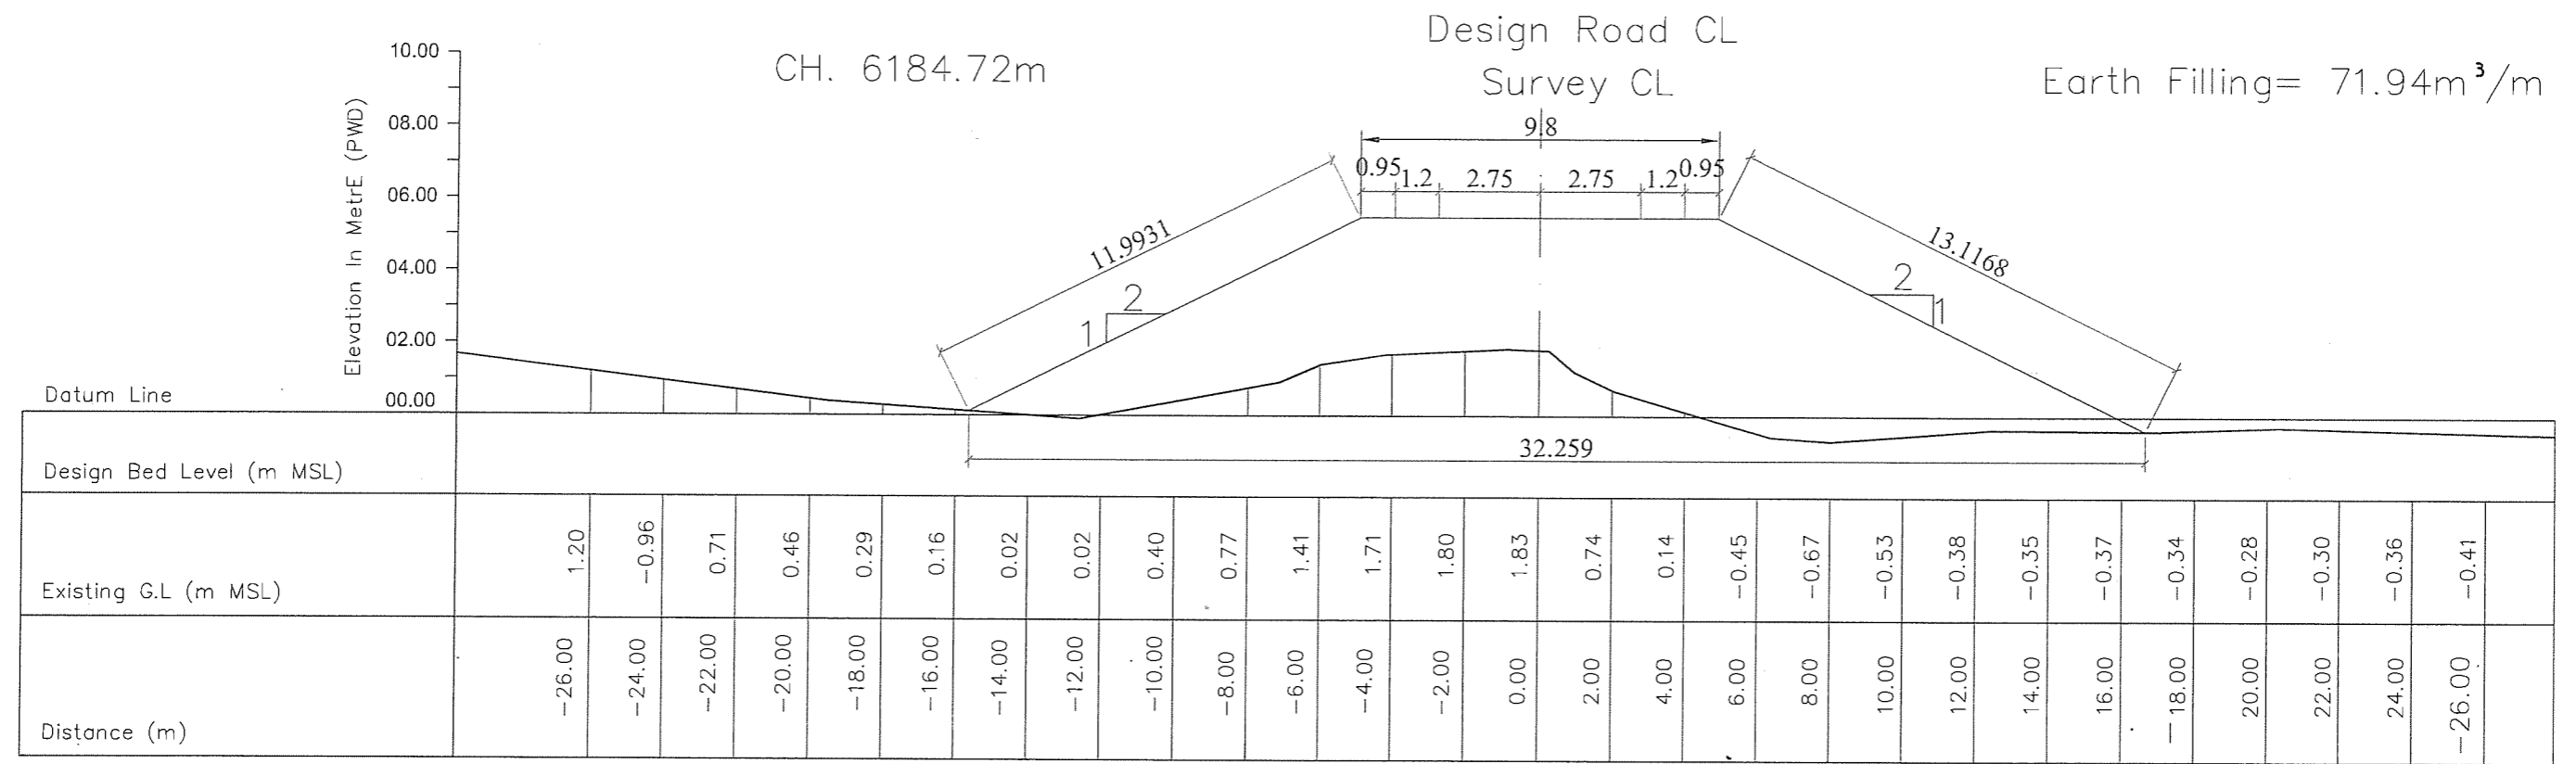 Design Road CL
CH. 6184.72m
Survey CL
Earth Filling= 71.94m³/m
Elevation In MetrE (PWD)
10.00
08.00
06.00
04.00
02.00
00.00
9.8
0.95 1.2 2.75 2.75 1.2 0.95
11.9931
13.1168
2
1
2
1
Datum Line
32.259
Design Bed Level (m MSL)
Existing G.L (m MSL) 1.20 -0.96 0.71 0.46 0.29 0.16 0.02 0.02 0.40 0.77 1.41 1.71 1.80 1.83 0.74 0.14 -0.45 -0.67 -0.53 -0.38 -0.35 -0.37 -0.34 -0.28 -0.30 -0.36 -0.41
Distance (m) -26.00 -24.00 -22.00 -20.00 -18.00 -16.00 -14.00 -12.00 -10.00 -8.00 -6.00 -4.00 -2.00 0.00 2.00 4.00 6.00 8.00 10.00 12.00 14.00 16.00 -18.00 20.00 22.00 24.00 -26.00